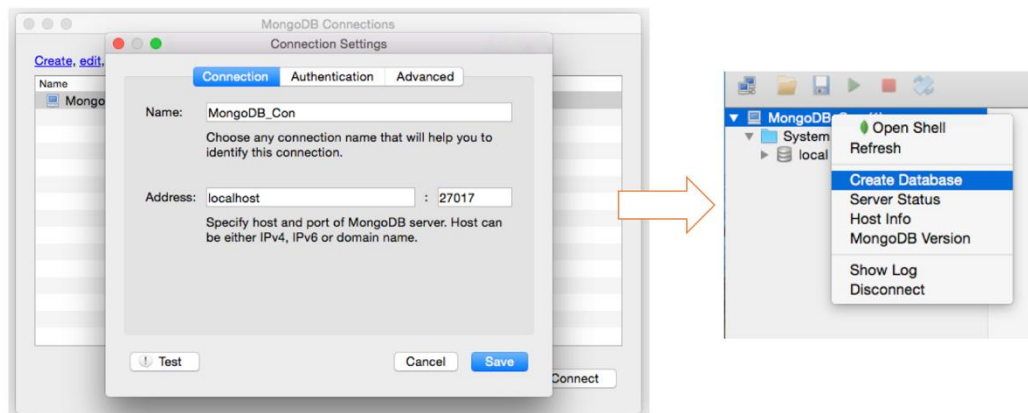 MongoDB Connections
Connection Settings
Create, edit,
Name
Mongo
Connection Authentication Advanced
Name: MongoDB_Con
Choose any connection name that will help you to
identify this connection.
Address: localhost : 27017
Specify host and port of MongoDB server. Host can
be either IPv4, IPv6 or domain name.
! Test Cancel Save
Connect
MongoDB
System
local
Open Shell
Refresh
Create Database
Server Status
Host Info
MongoDB Version
Show Log
Disconnect